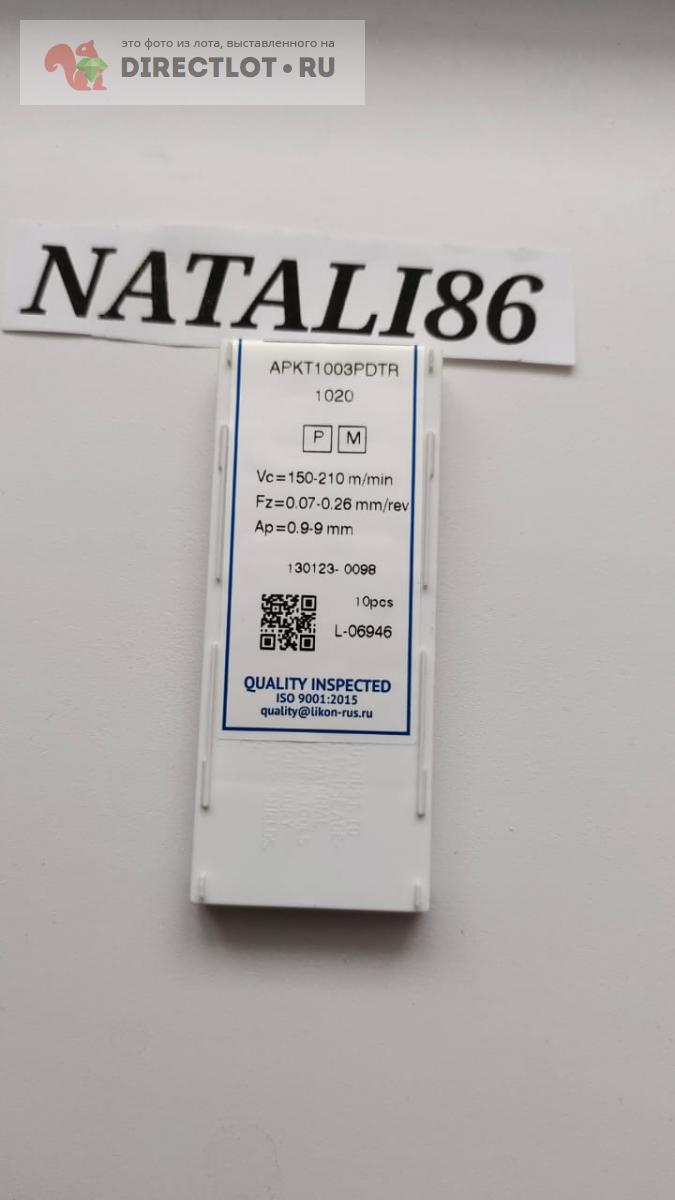 это фото из лота, выставленного на
DIRECTLOT.RU
NATALI86
APKT1003PDTR
1020
P M
Vc=150-210 m/min
Fz=0.07-0.26 mm/rev
Ap=0.9-9 mm
130123- 0098
10pcs
L-06946
QUALITY INSPECTED
ISO 9001:2015
quality@likon-rus.ru